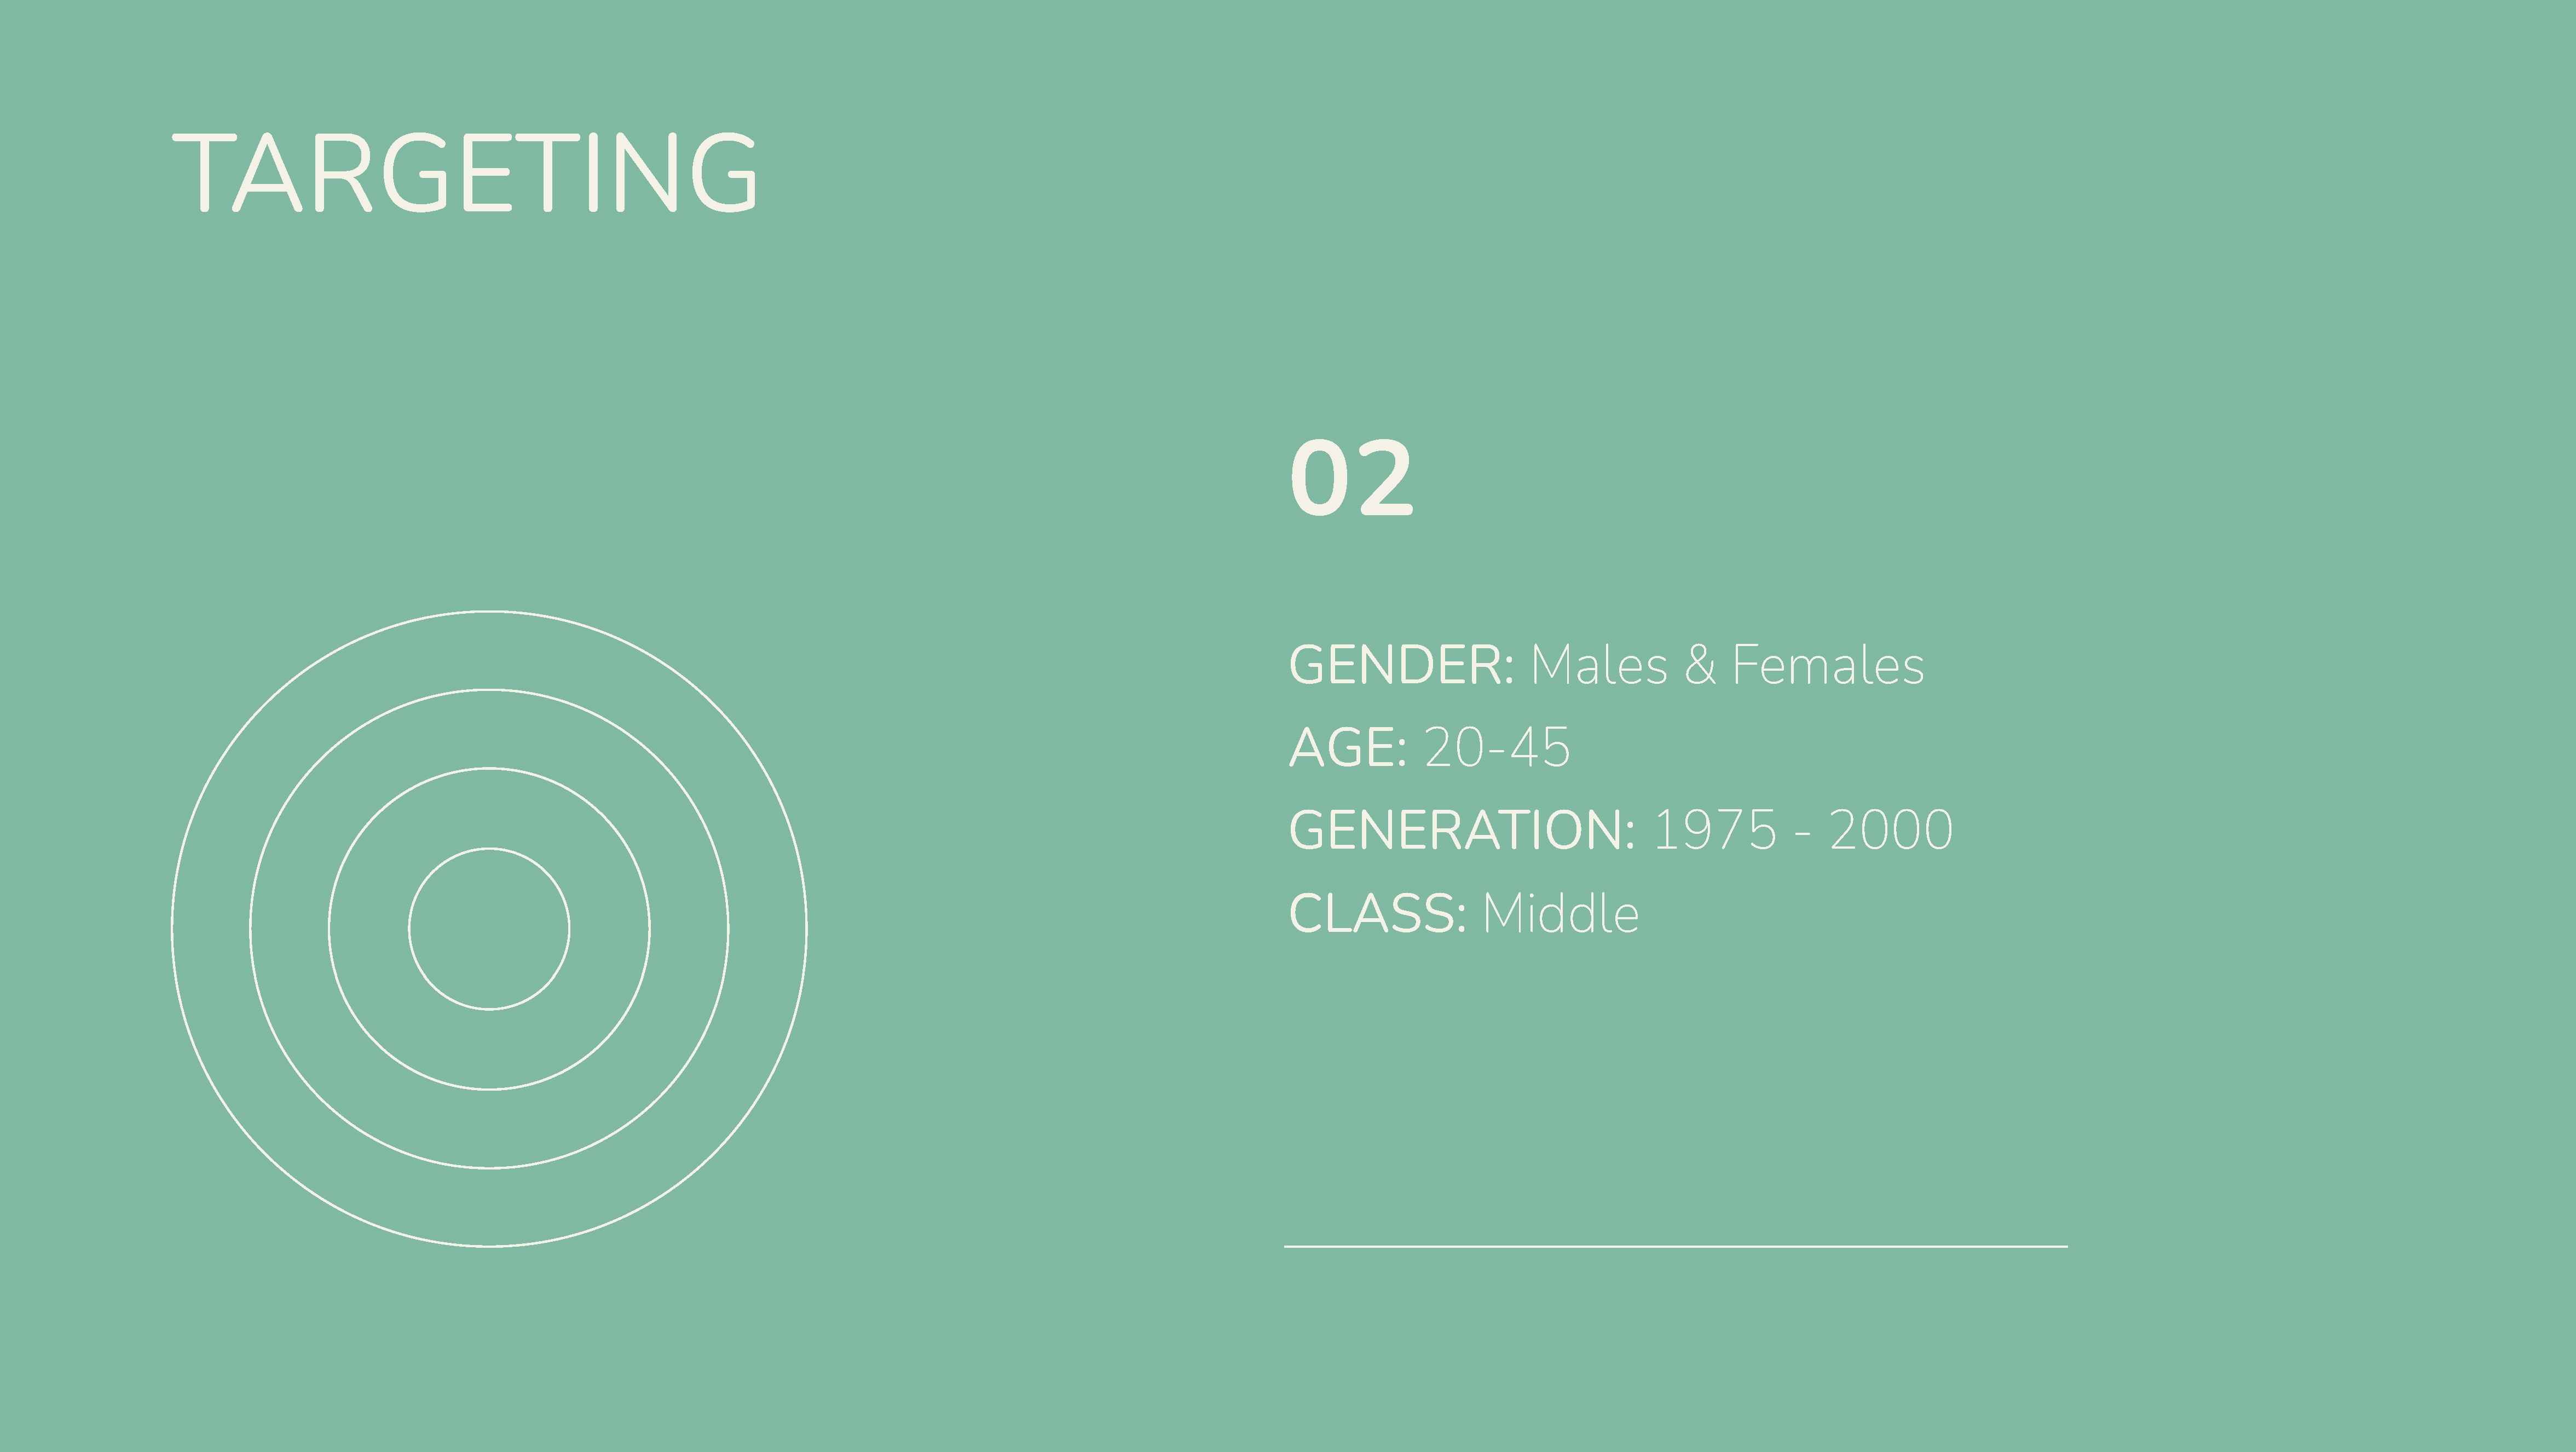 TARGETING
02
GENDER: Males & Females
AGE: 20-45
GENERATION: 1975 - 2000
CLASS: Middle